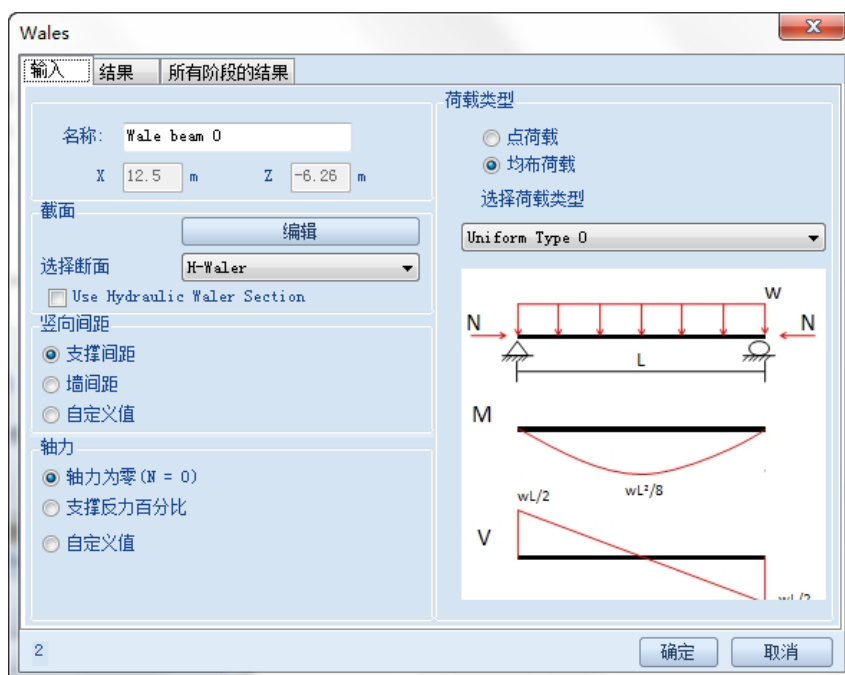 Wales
输入 结果 所有阶段的结果
名称: Wale beam 0
X 12.5 m Z -6.26 m
截面
编辑
选择断面 H-Waler
Use Hydraulic Waler Section
竖向间距
支撑间距
墙间距
自定义值
轴力
轴力为零(N = 0)
支撑反力百分比
自定义值
荷载类型
点荷载
均布荷载
选择荷载类型
Uniform Type 0
W
N N
L
M
wL²/8
wL/2
V
wL/2
2
确定 取消